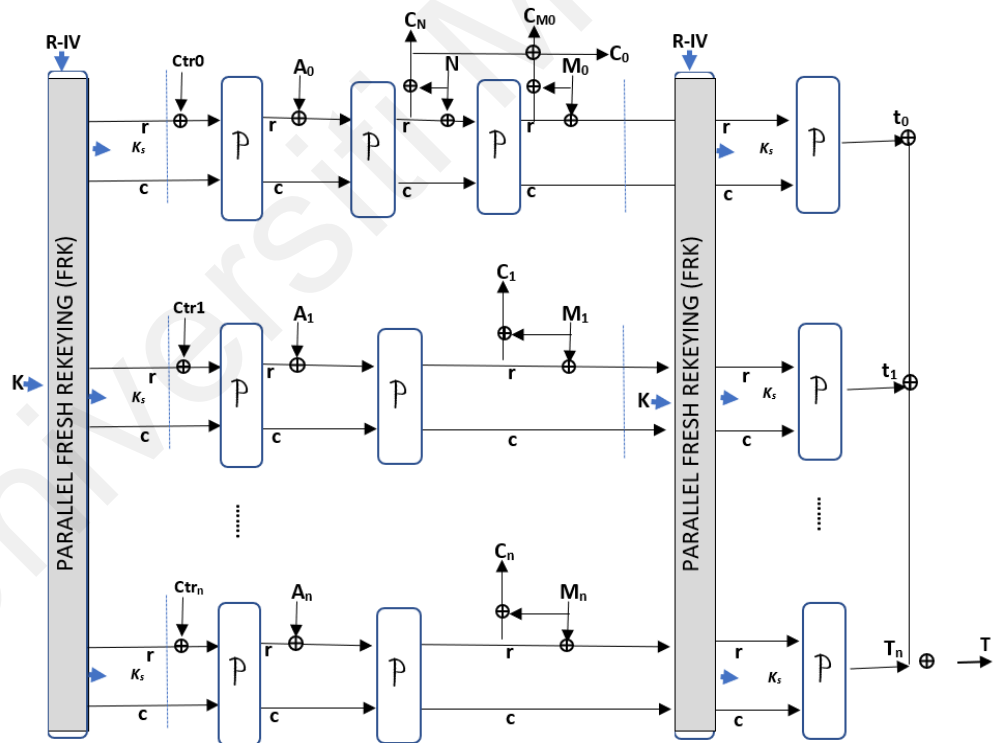 C_N
C_M0
R-IV
R-IV
Ctr0
A_0
N
M_0
C_0
r
r
r
r
r
P
P
P
P
t_0
K_s
K_s
c
c
c
c
c
PARALLEL FRESH REKEYING (FRK)
PARALLEL FRESH REKEYING (FRK)
Universiti M
C_1
Ctr1
A_1
M_1
K
r
r
r
r
P
P
P
t_1
K_s
K
K_s
c
c
c
c
......
......
C_n
Ctr_n
A_n
M_n
r
r
r
r
P
P
P
T_n
T
K_s
K_s
c
c
c
c